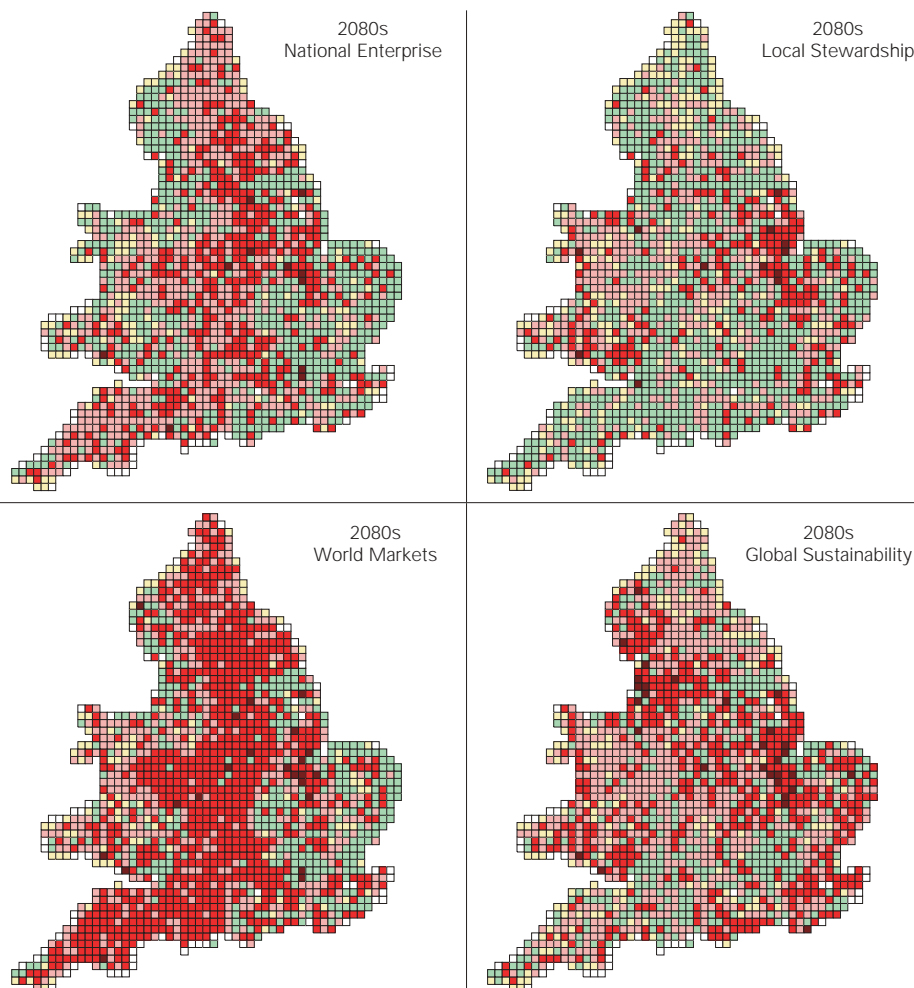 2080s
National Enterprise
2080s
Local Stewardship
2080s
World Markets
2080s
Global Sustainability